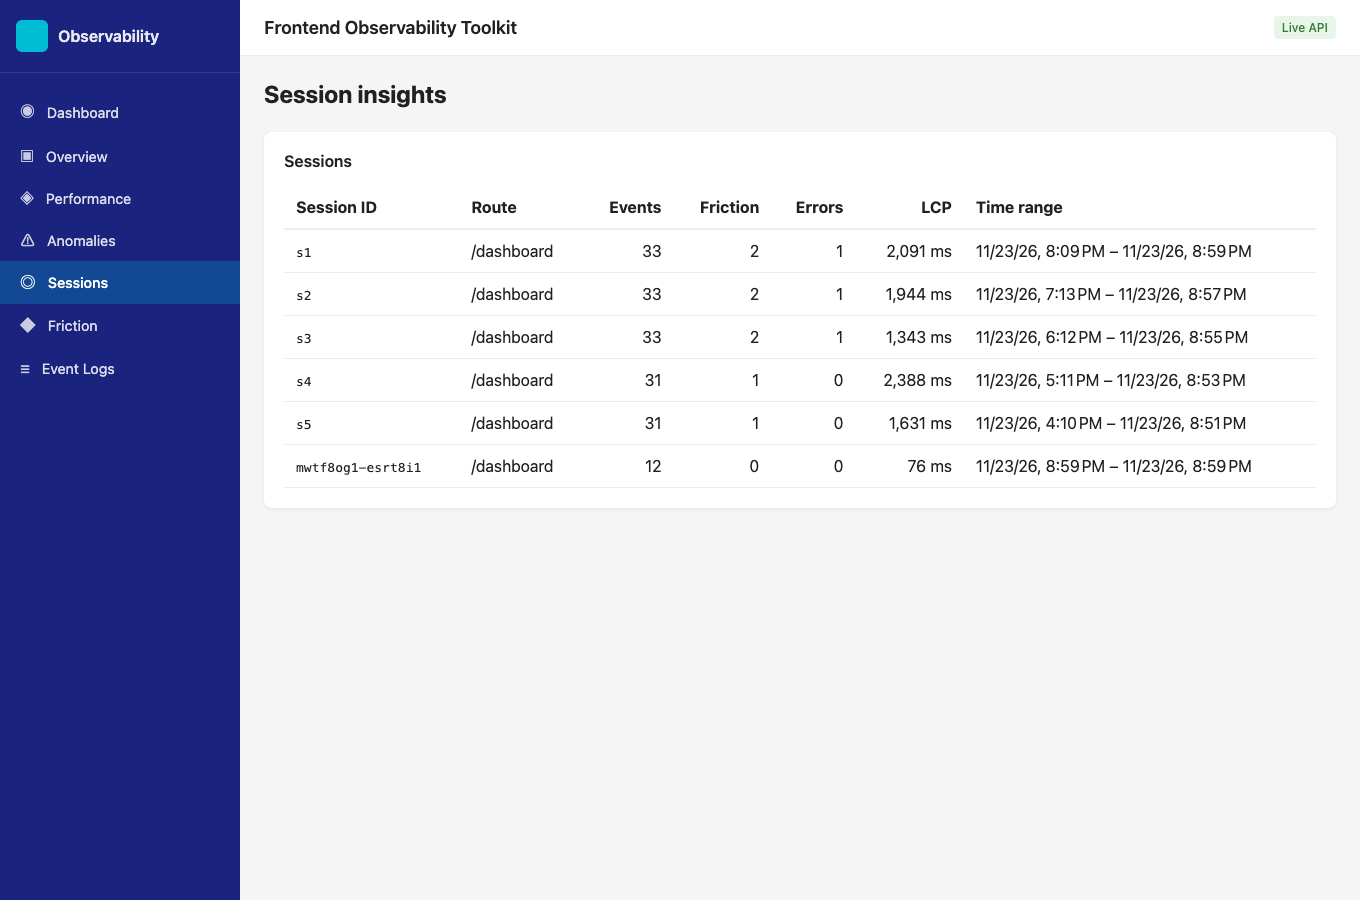 Observability
Frontend Observability Toolkit
Live API
Dashboard
Overview
Performance
Anomalies
Sessions
Friction
Event Logs
Session insights
Sessions
Session ID Route Events Friction Errors LCP Time range
s1 /dashboard 33 2 1 2,091 ms 11/23/26, 8:09 PM – 11/23/26, 8:59 PM
s2 /dashboard 33 2 1 1,944 ms 11/23/26, 7:13 PM – 11/23/26, 8:57 PM
s3 /dashboard 33 2 1 1,343 ms 11/23/26, 6:12 PM – 11/23/26, 8:55 PM
s4 /dashboard 31 1 0 2,388 ms 11/23/26, 5:11 PM – 11/23/26, 8:53 PM
s5 /dashboard 31 1 0 1,631 ms 11/23/26, 4:10 PM – 11/23/26, 8:51 PM
mwtf8og1-esrt8i1 /dashboard 12 0 0 76 ms 11/23/26, 8:59 PM – 11/23/26, 8:59 PM